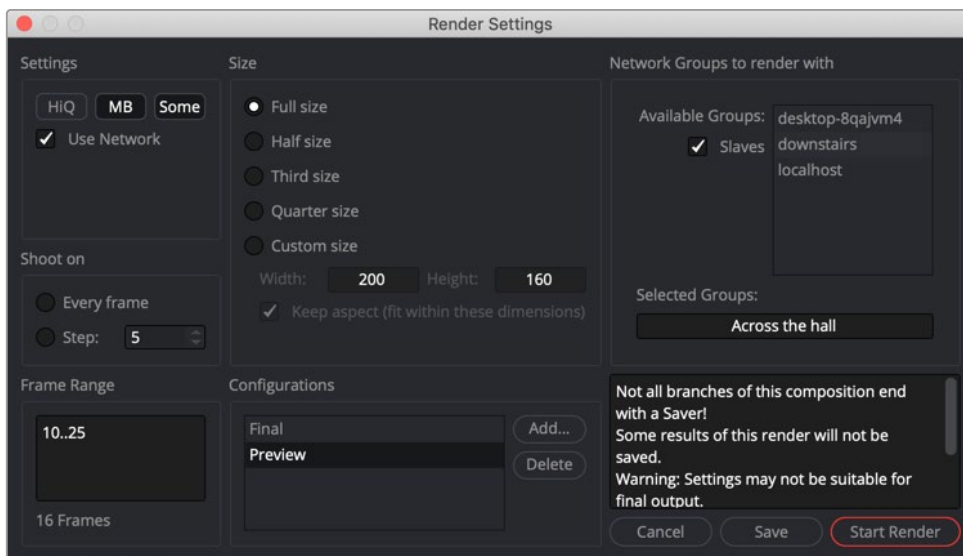 Render Settings
Settings
HiQ MB Some
Use Network
Size
Full size
Half size
Third size
Quarter size
Custom size
Width: 200 Height: 160
Keep aspect (fit within these dimensions)
Network Groups to render with
Available Groups:
Slaves
desktop-8qajvm4
downstairs
localhost
Selected Groups:
Across the hall
Shoot on
Every frame
Step: 5
Frame Range
10..25
16 Frames
Configurations
Final
Preview
Add...
Delete
Not all branches of this composition end
with a Saver!
Some results of this render will not be
saved.
Warning: Settings may not be suitable for
final output.
Cancel Save Start Render